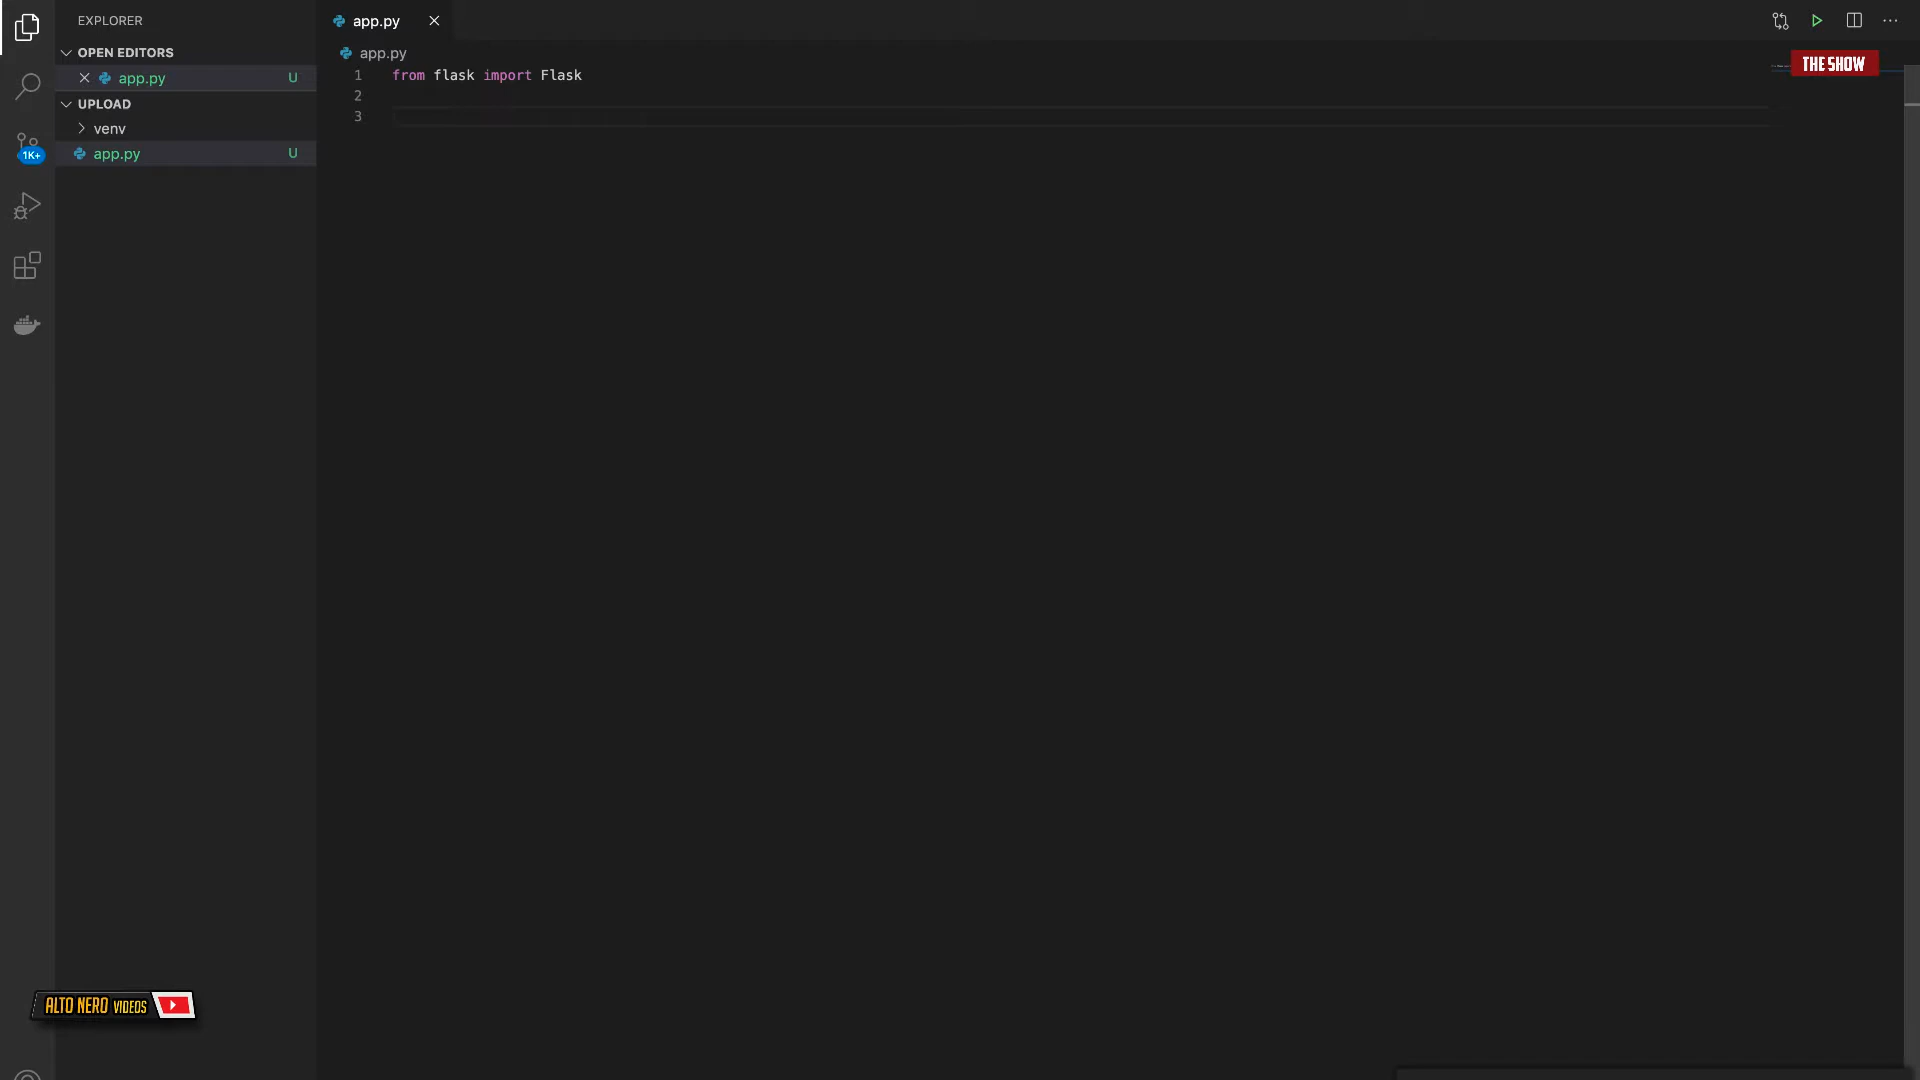 EXPLORER
OPEN EDITORS
app.py U
UPLOAD
venv
app.py U
1K+
app.py
app.py
1 from flask import Flask
2
3
THE SHOW
ALTO NERO VIDEOS